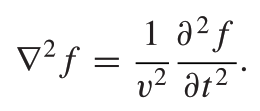 ∇²f = 1/v² ∂²f/∂t².